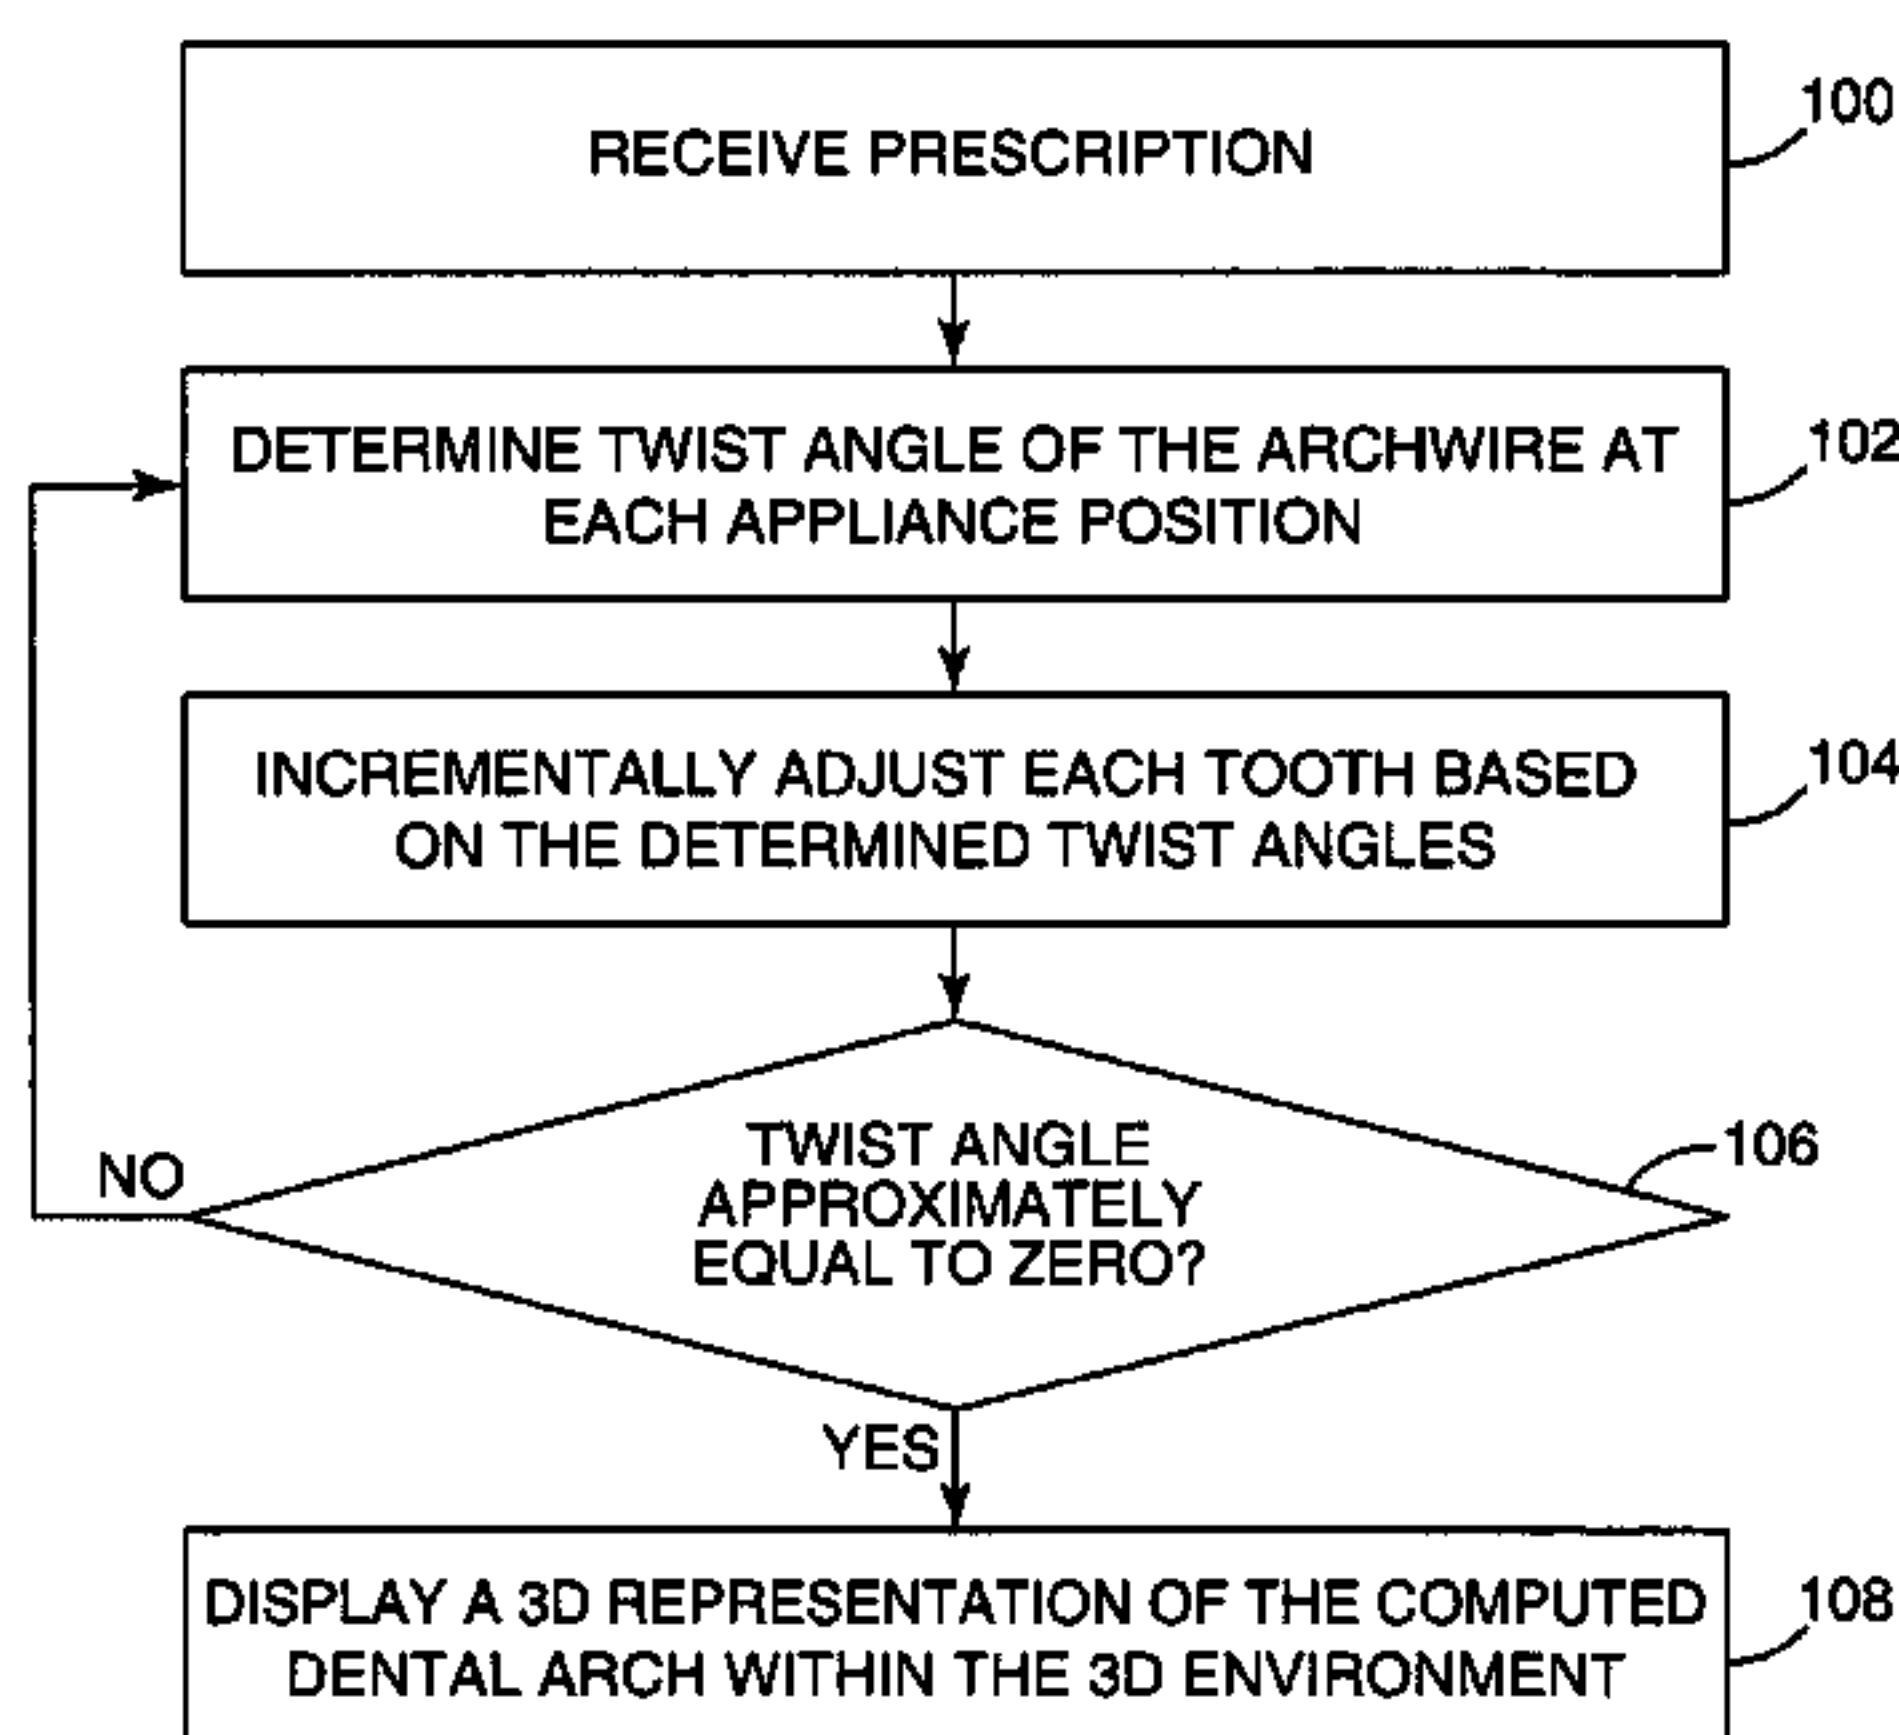 RECEIVE PRESCRIPTION
100
DETERMINE TWIST ANGLE OF THE ARCHWIRE AT
EACH APPLIANCE POSITION
102
INCREMENTALLY ADJUST EACH TOOTH BASED
ON THE DETERMINED TWIST ANGLES
104
TWIST ANGLE
APPROXIMATELY
EQUAL TO ZERO?
106
NO
YES
DISPLAY A 3D REPRESENTATION OF THE COMPUTED
DENTAL ARCH WITHIN THE 3D ENVIRONMENT
108